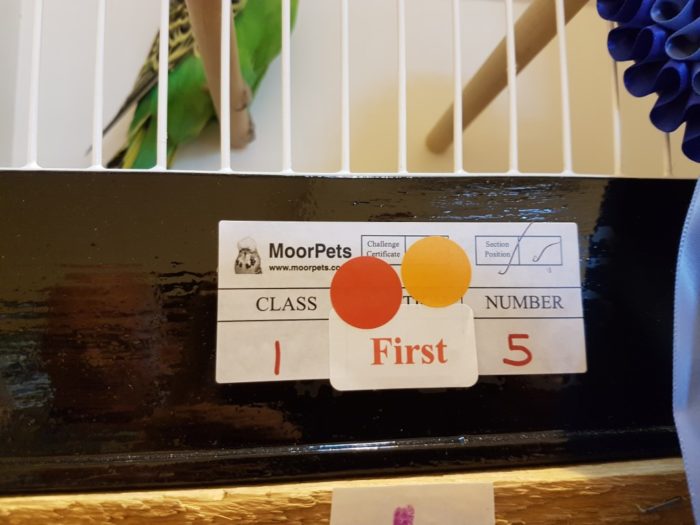 MoorPets
www.moorpets.co
Challenge
Certificate
Section
Position
CLASS
NUMBER
1
First
5